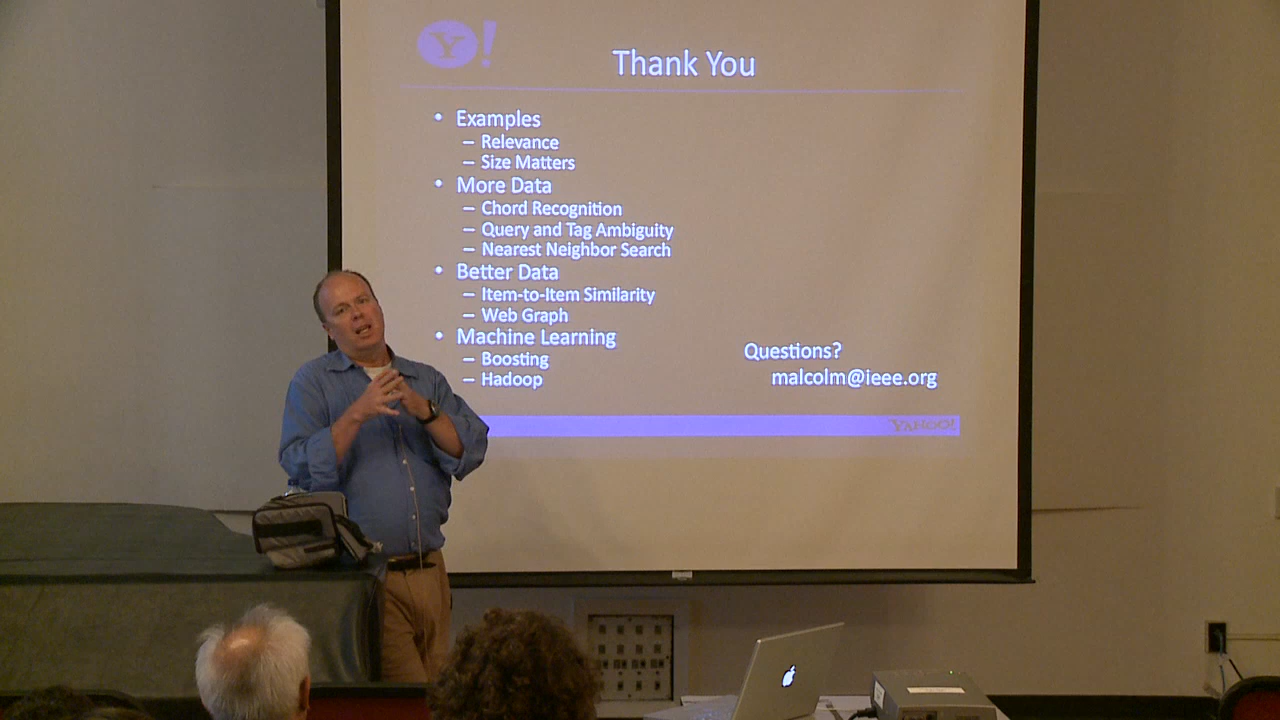 Y!
Thank You
• Examples
– Relevance
– Size Matters
• More Data
– Chord Recognition
– Query and Tag Ambiguity
– Nearest Neighbor Search
• Better Data
– Item-to-Item Similarity
– Web Graph
• Machine Learning
– Boosting
– Hadoop
Questions?
malcolm@ieee.org
YAHOO!